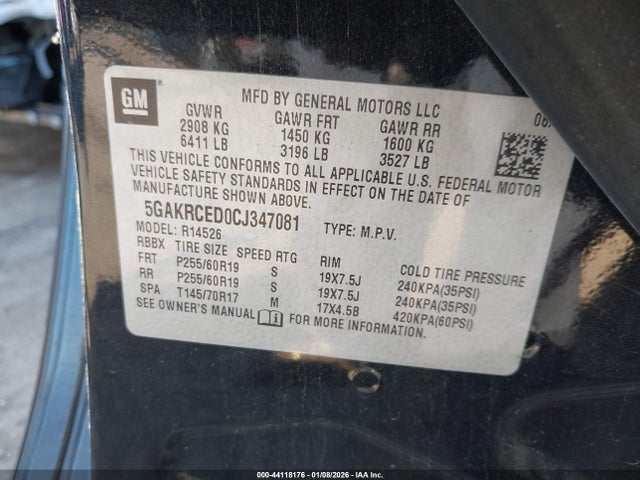 GM ®
MFD BY GENERAL MOTORS LLC
GVWR GAWR FRT GAWR RR
2908 KG 1450 KG 1600 KG
6411 LB 3196 LB 3527 LB
THIS VEHICLE CONFORMS TO ALL APPLICABLE U.S. FEDERAL MOTOR
VEHICLE SAFETY STANDARDS IN EFFECT ON THE DATE OF
MANUFACTURE SHOWN ABOVE.
5GAKRCED0CJ347081 TYPE: M.P.V.
MODEL: R14526
RBBX TIRE SIZE SPEED RTG RIM COLD TIRE PRESSURE
FRT P255/60R19 S 19X7.5J 240KPA(35PSI)
RR P255/60R19 S 19X7.5J 240KPA(35PSI)
SPA T145/70R17 M 17X4.5B 420KPA(60PSI)
SEE OWNER'S MANUAL FOR MORE INFORMATION.
000-44118176 | 01/08/2026 | IAA Inc.